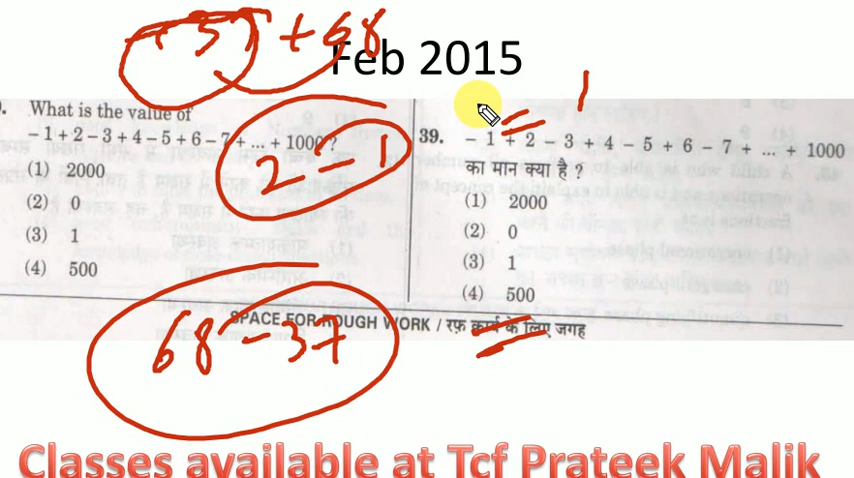 + 68
Feb 2015
What is the value of
– 1 + 2 – 3 + 4 – 5 + 6 – 7 + ... + 1000 ?
(1) 2000
(2) 0
(3) 1
(4) 500
2 – 1
1
39. – 1 + 2 – 3 + 4 – 5 + 6 – 7 + ... + 1000
का मान क्या है ?
(1) 2000
(2) 0
(3) 1
(4) 500
SPACE FOR ROUGH WORK / रफ़ कार्य के लिए जगह
68 – 37
Classes available at Tcf Prateek Malik